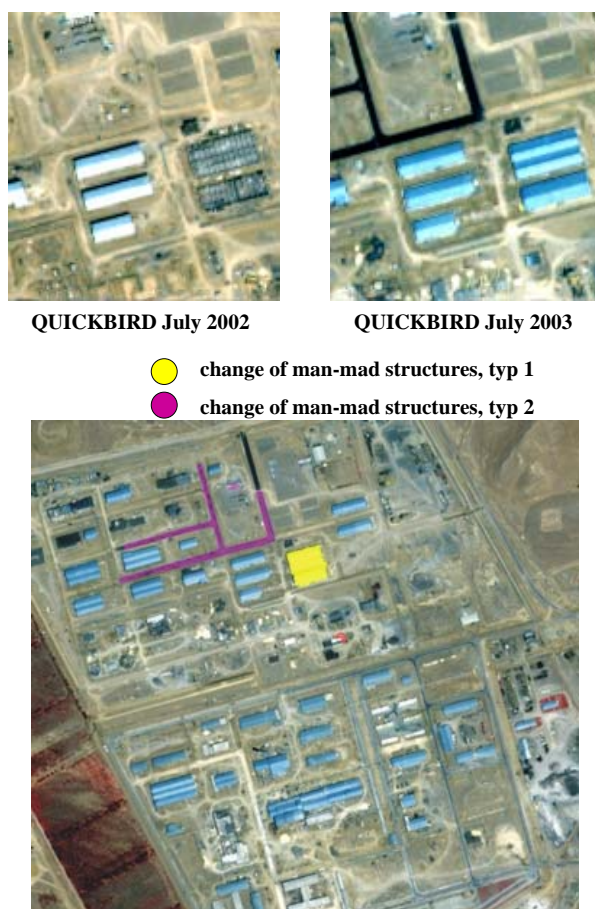 QUICKBIRD July 2002
QUICKBIRD July 2003
change of man-mad structures, typ 1
change of man-mad structures, typ 2